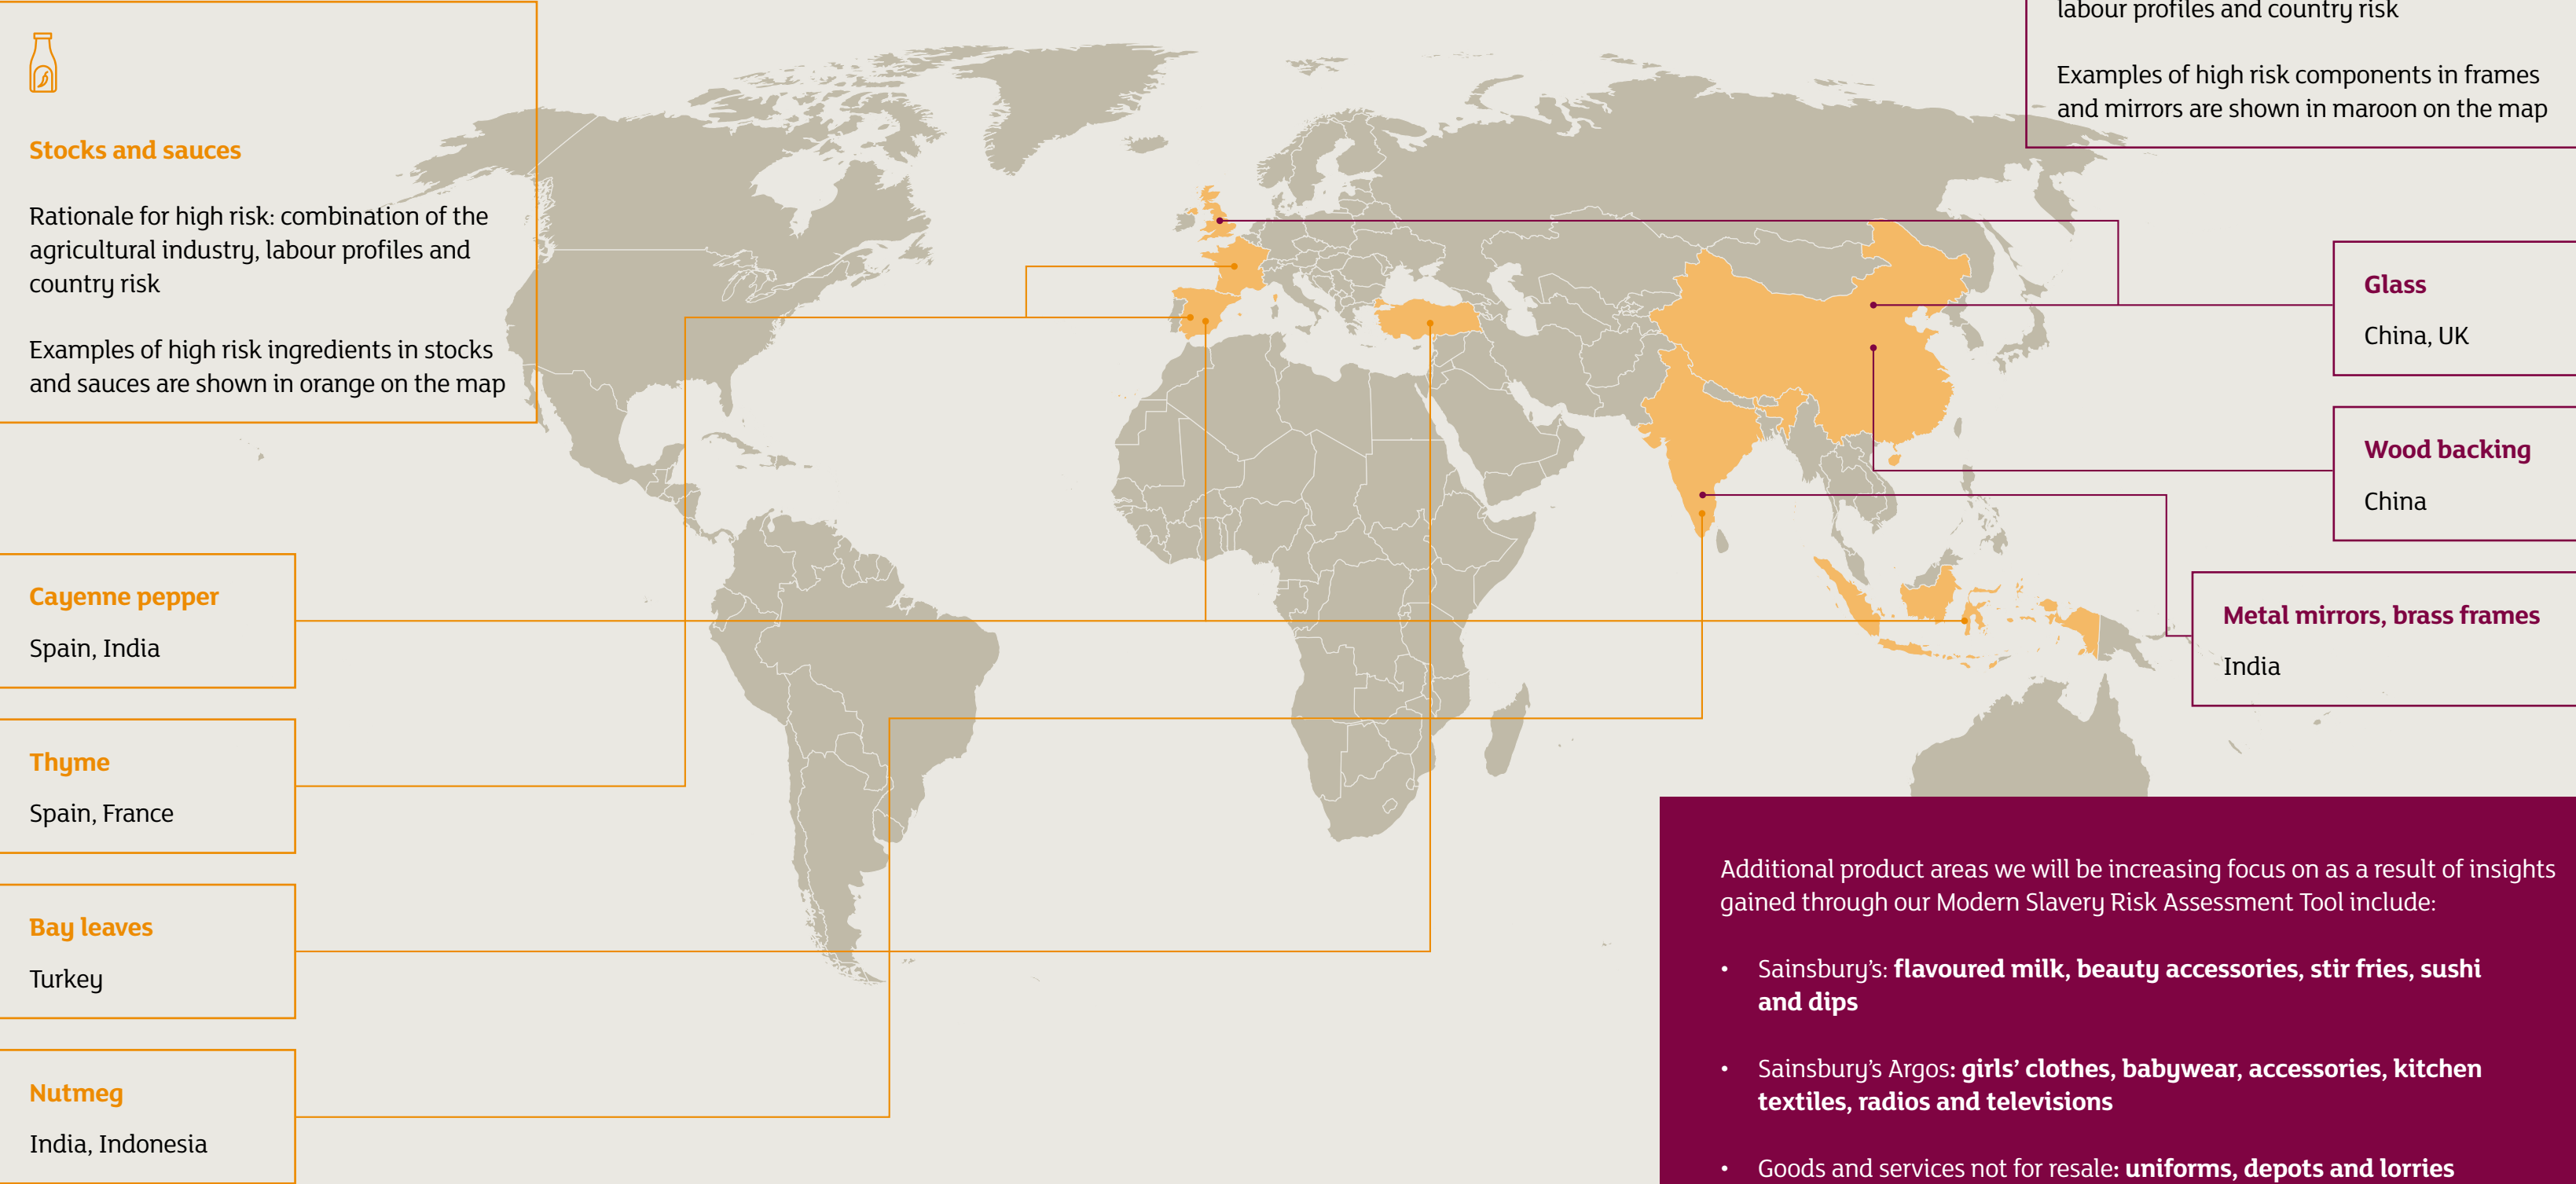 Stocks and sauces
Rationale for high risk: combination of the
agricultural industry, labour profiles and
country risk
Examples of high risk ingredients in stocks
and sauces are shown in orange on the map
Cayenne pepper
Spain, India
Thyme
Spain, France
Bay leaves
Turkey
Nutmeg
India, Indonesia
labour profiles and country risk
Examples of high risk components in frames
and mirrors are shown in maroon on the map
Glass
China, UK
Wood backing
China
Metal mirrors, brass frames
India
Additional product areas we will be increasing focus on as a result of insights
gained through our Modern Slavery Risk Assessment Tool include:
• Sainsbury’s: flavoured milk, beauty accessories, stir fries, sushi
and dips
• Sainsbury’s Argos: girls’ clothes, babywear, accessories, kitchen
textiles, radios and televisions
• Goods and services not for resale: uniforms, depots and lorries